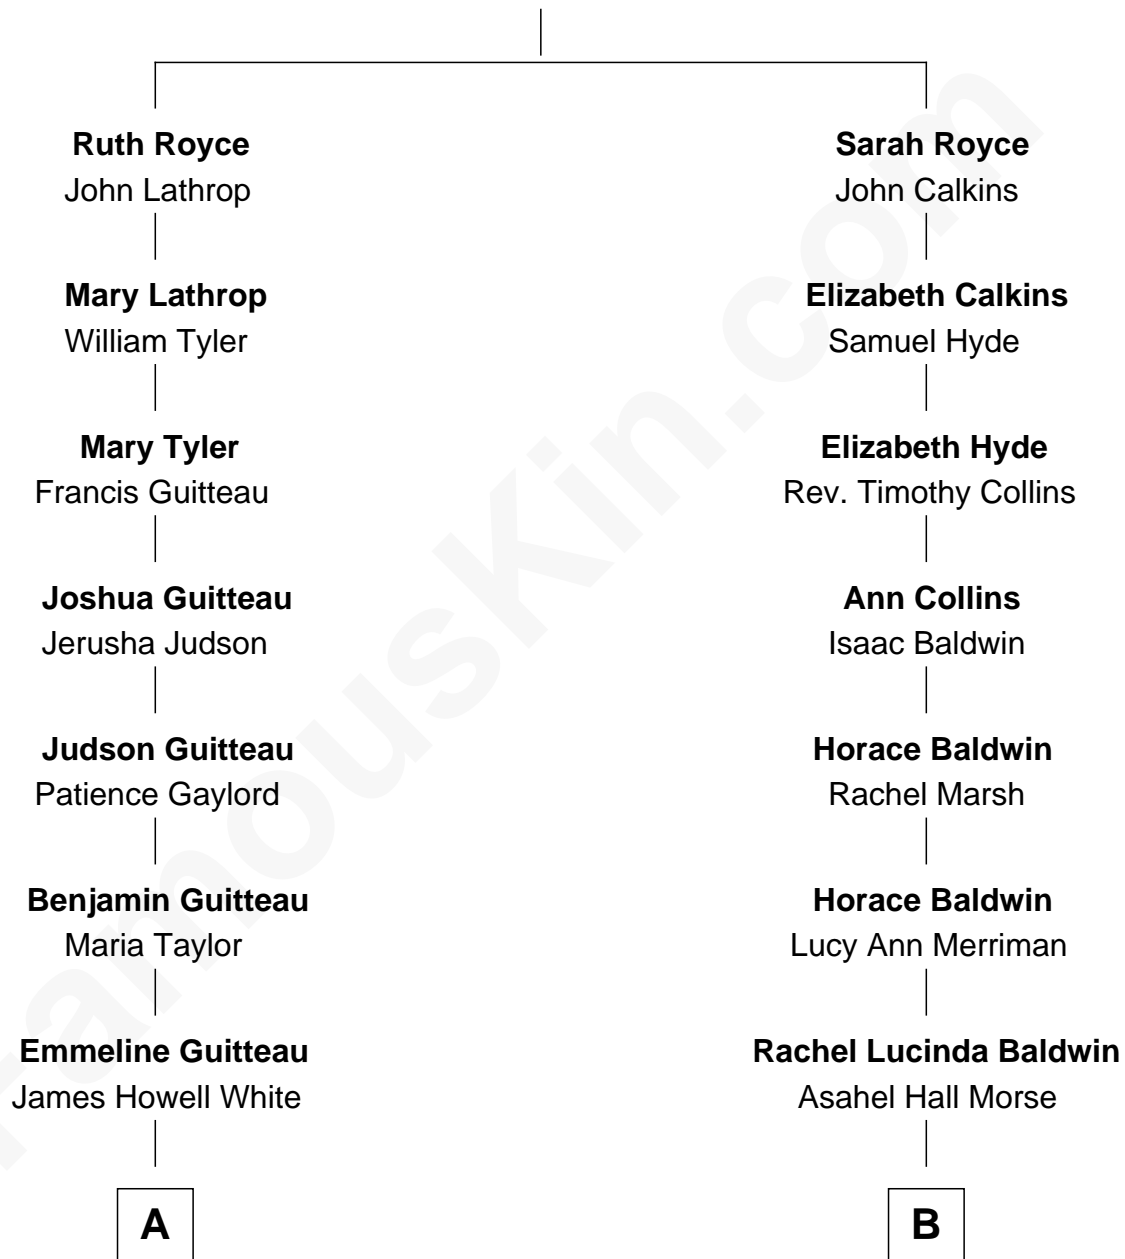 Ruth Royce
John Lathrop
Mary Lathrop
William Tyler
Mary Tyler
Francis Guitteau
Joshua Guitteau
Jerusha Judson
Judson Guitteau
Patience Gaylord
Benjamin Guitteau
Maria Taylor
Emmeline Guitteau
James Howell White
A
Sarah Royce
John Calkins
Elizabeth Calkins
Samuel Hyde
Elizabeth Hyde
Rev. Timothy Collins
Ann Collins
Isaac Baldwin
Horace Baldwin
Rachel Marsh
Horace Baldwin
Lucy Ann Merriman
Rachel Lucinda Baldwin
Asahel Hall Morse
B
FamousKin.com